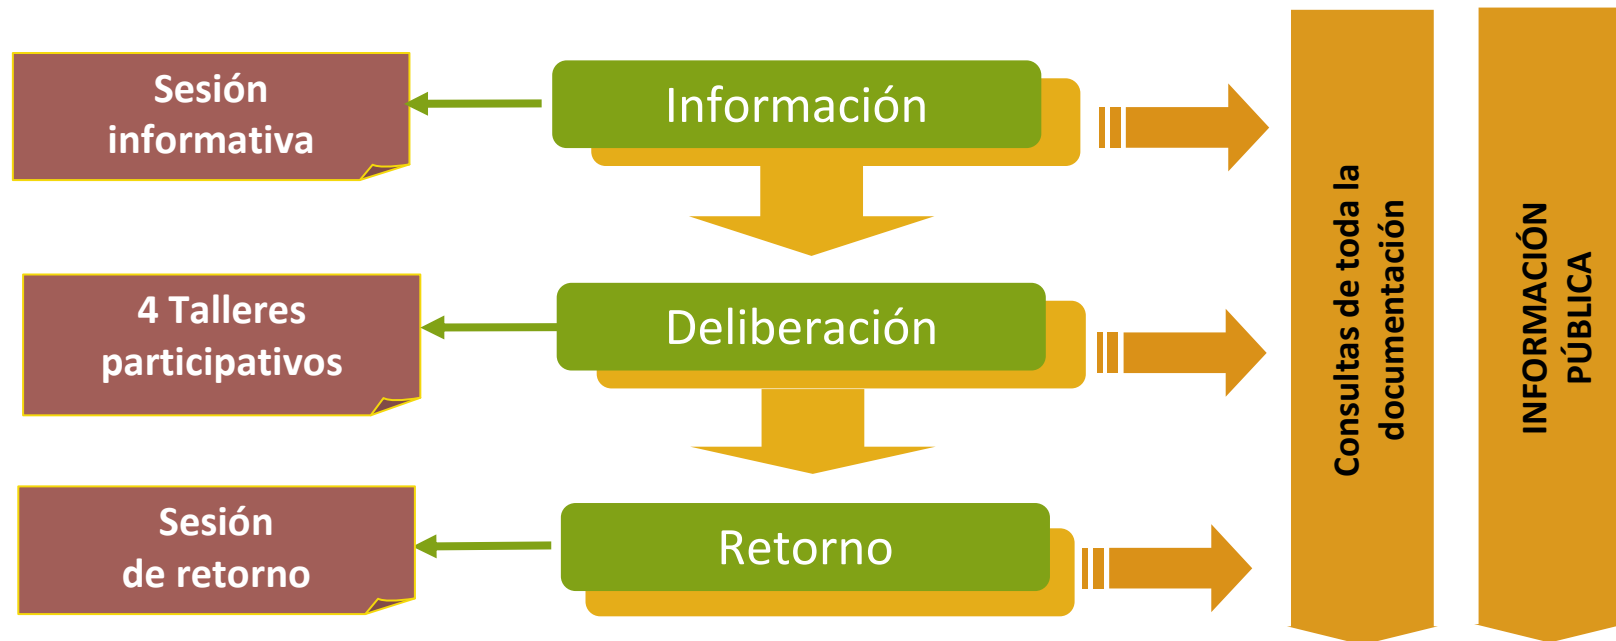 Sesión
informativa
Información
4 Talleres
participativos
Deliberación
Sesión
de retorno
Retorno
Consultas de toda la
documentación
INFORMACIÓN
PÚBLICA